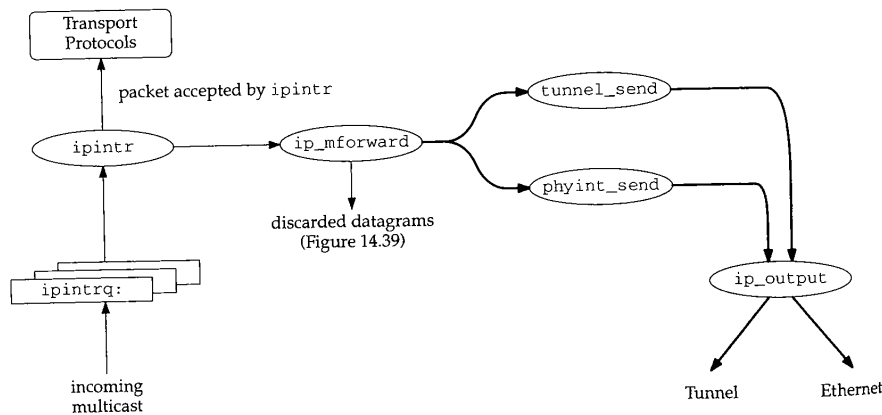 Transport
Protocols
packet accepted by ipintr
tunnel_send
ipintr
ip_mforward
phyint_send
discarded datagrams
(Figure 14.39)
ipintrq:
ip_output
incoming
multicast
Tunnel
Ethernet